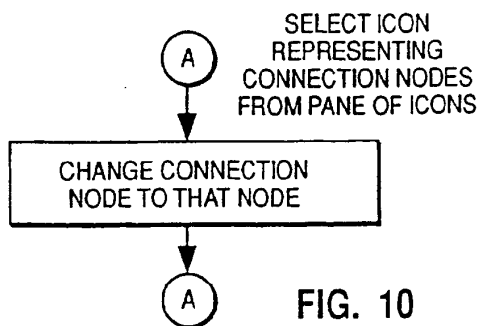 A
SELECT ICON
REPRESENTING
CONNECTION NODES
FROM PANE OF ICONS
CHANGE CONNECTION
NODE TO THAT NODE
A
FIG. 10